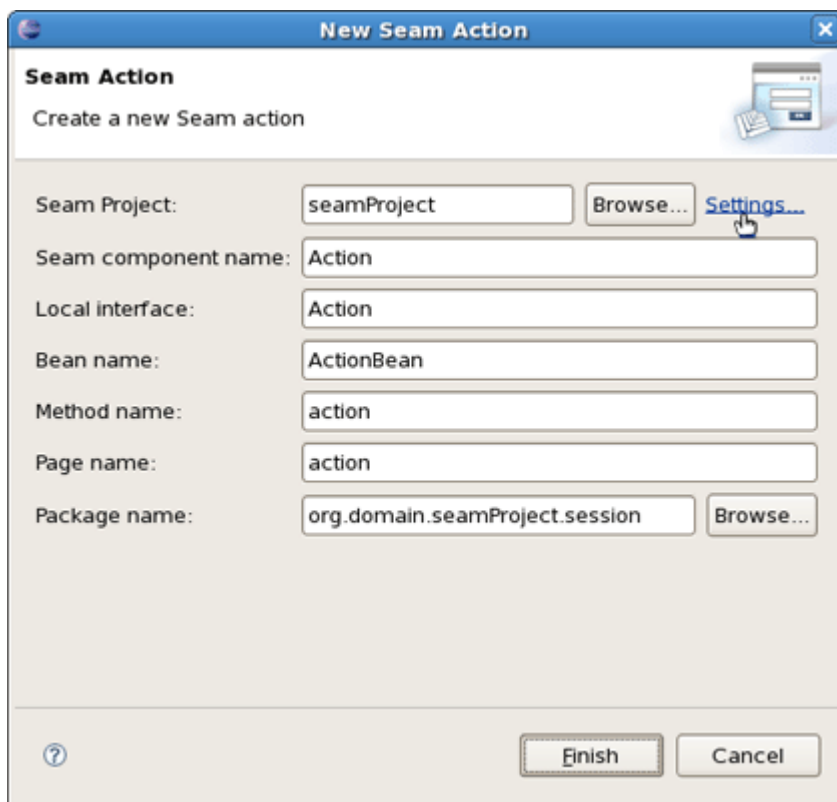 New Seam Action
Seam Action
Create a new Seam action
Seam Project: seamProject Browse... Settings...
Seam component name: Action
Local interface: Action
Bean name: ActionBean
Method name: action
Page name: action
Package name: org.domain.seamProject.session Browse...
? Finish Cancel